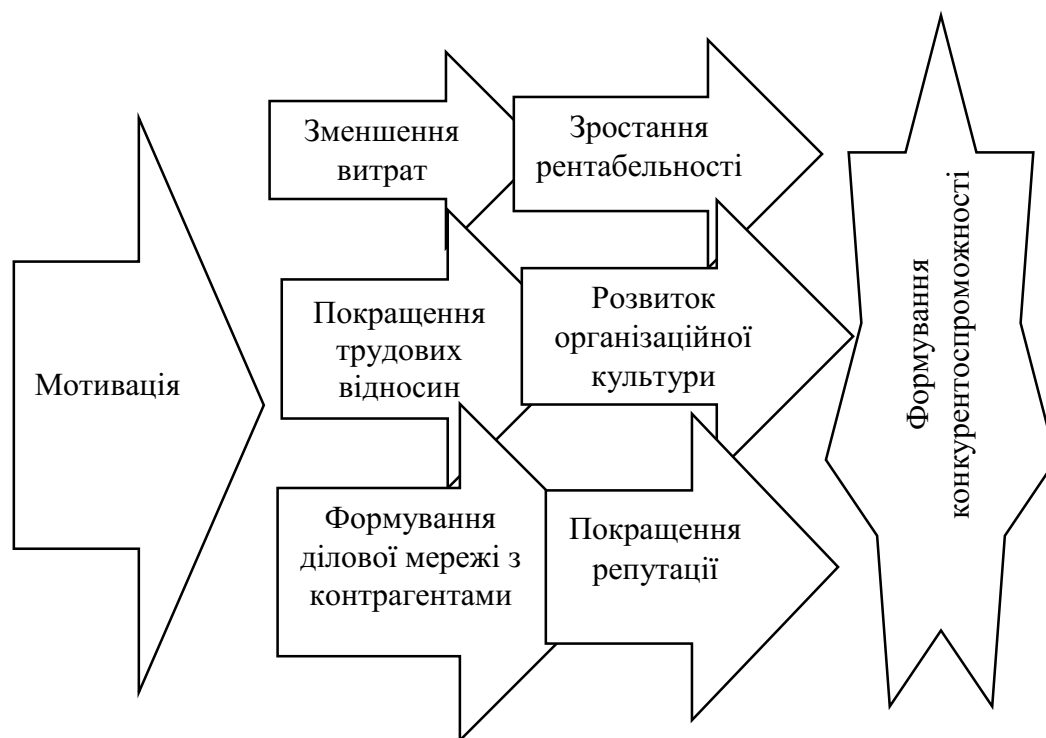 Мотивація
Зменшення
витрат
Зростання
рентабельності
Покращення
трудових
відносин
Розвиток
організаційної
культури
Формування
ділової мережі з
контрагентами
Покращення
репутації
Формування
конкурентоспроможності